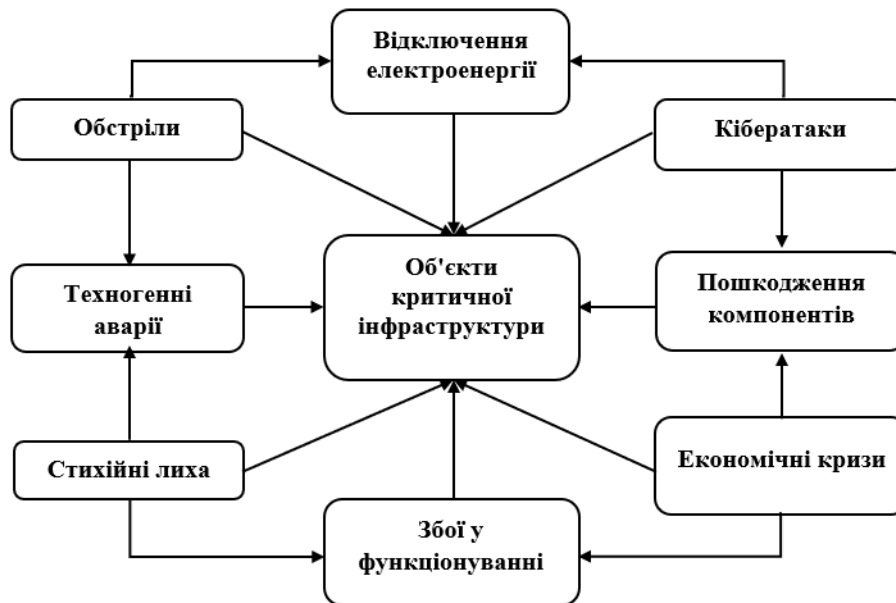 Відключення
електроенергії
Обстріли
Кібератаки
Об'єкти
критичної
інфраструктури
Техногенні
аварії
Пошкодження
компонентів
Стихійні лиха
Економічні кризи
Збої у
функціонуванні